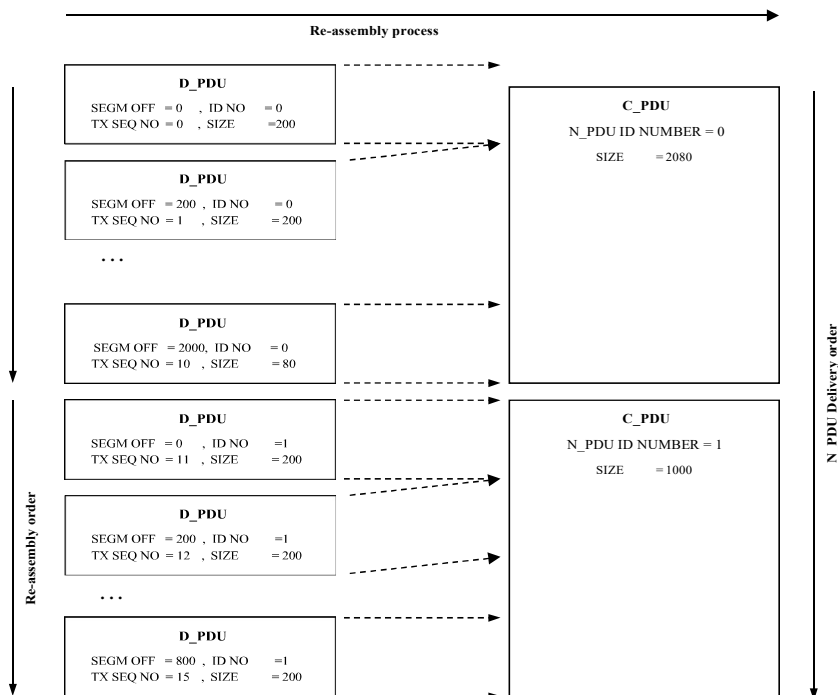 Re-assembly process
D_PDU
SEGM OFF = 0 , ID NO = 0
TX SEQ NO = 0 , SIZE =200
D_PDU
SEGM OFF = 200 , ID NO = 0
TX SEQ NO = 1 , SIZE = 200
. . .
D_PDU
SEGM OFF = 2000, ID NO = 0
TX SEQ NO = 10 , SIZE = 80
C_PDU
N_PDU ID NUMBER = 0
SIZE = 2080
D_PDU
SEGM OFF = 0 , ID NO =1
TX SEQ NO = 11 , SIZE = 200
D_PDU
SEGM OFF = 200 , ID NO =1
TX SEQ NO = 12 , SIZE = 200
. . .
D_PDU
SEGM OFF = 800 , ID NO =1
TX SEQ NO = 15 , SIZE = 200
C_PDU
N_PDU ID NUMBER = 1
SIZE = 1000
Re-assembly order
N_PDU Delivery order